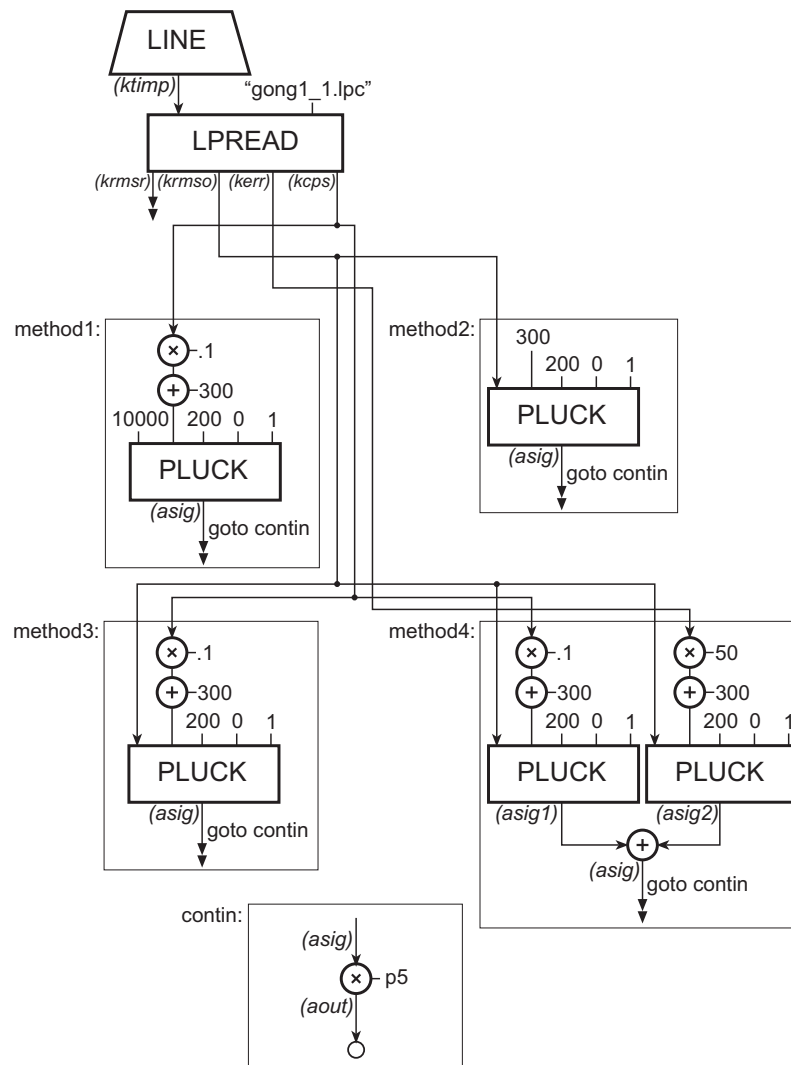 LINE
(ktimp)
“gong1_1.lpc”
LPREAD
(krmsr) (krmso) (kerr) (kcps)
method1:
× .1
+ 300
10000 200 0 1
PLUCK
(asig)
goto contin
method2:
300
200 0 1
PLUCK
(asig)
goto contin
method3:
× .1
+ 300
200 0 1
PLUCK
(asig)
goto contin
method4:
× .1 × 50
+ 300 + 300
200 0 1 200 0 1
PLUCK PLUCK
(asig1) (asig2)
+
(asig)
goto contin
contin:
(asig)
× p5
(aout)